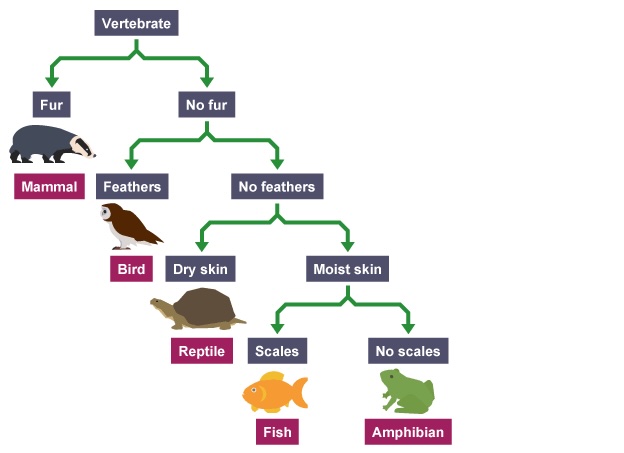 Vertebrate
Fur
No fur
Mammal
Feathers
No feathers
Bird
Dry skin
Moist skin
Reptile
Scales
No scales
Fish
Amphibian